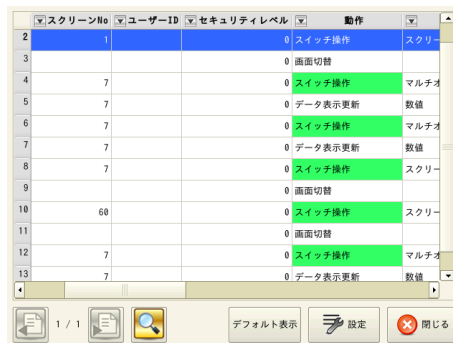 スクリーンNo ユーザーID セキュリティレベル 動作
2 1 0 スイッチ操作 スクリー
3 0 画面切替
4 7 0 スイッチ操作 マルチオ
5 7 0 データ表示更新 数値
6 7 0 スイッチ操作 マルチオ
7 7 0 データ表示更新 数値
8 7 0 スイッチ操作 スクリー
9 0 画面切替
10 60 0 スイッチ操作 スクリー
11 0 画面切替
12 7 0 スイッチ操作 マルチオ
13 7 0 データ表示更新 数値
1 / 1 デフォルト表示 設定 閉じる